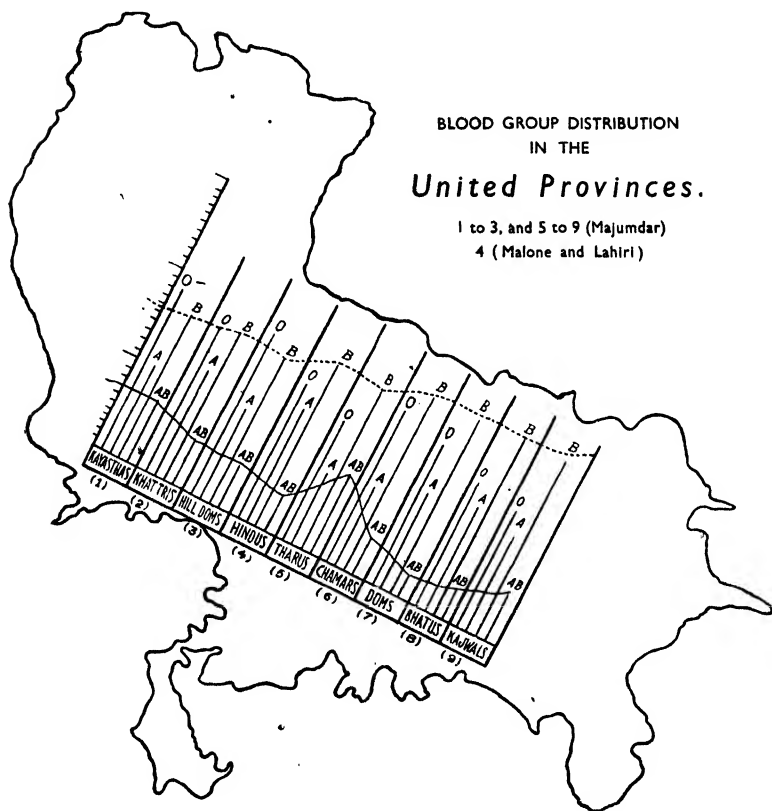 BLOOD GROUP DISTRIBUTION
IN THE
United Provinces.
1 to 3, and 5 to 9 (Majumdar)
4 (Malone and Lahiri)
O
B
O
B
O
B
B
B
B
B
B
B
A
A
A
O
A
O
A
O
A
O
A
O
A
O
A
AB
AB
AB
AB
AB
AB
AB
AB
AB
KAYASTHAS
(1)
KHATTRIS
(2)
HILL DOMS
(3)
HINDUS
(4)
THARUS
(5)
CHAMARS
(6)
DOMS
(7)
BHATUS
(8)
KAJWALS
(9)